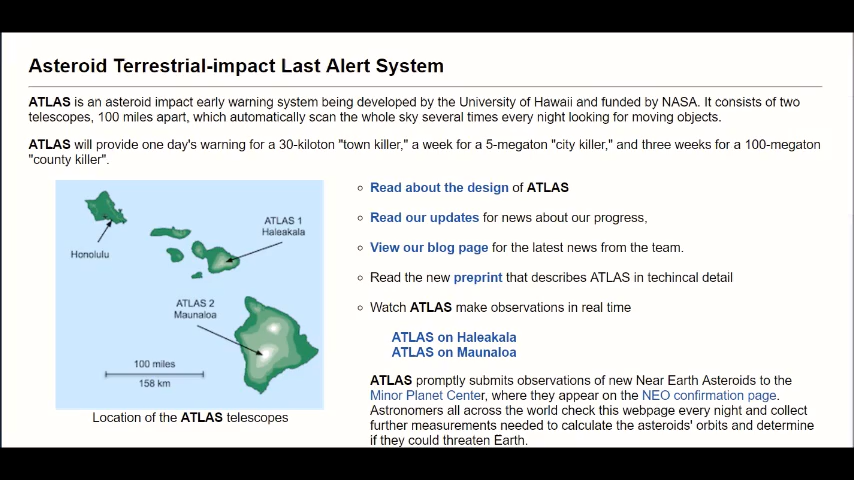 Asteroid Terrestrial-impact Last Alert System
ATLAS is an asteroid impact early warning system being developed by the University of Hawaii and funded by NASA. It consists of two
telescopes, 100 miles apart, which automatically scan the whole sky several times every night looking for moving objects.
ATLAS will provide one day's warning for a 30-kiloton "town killer," a week for a 5-megaton "city killer," and three weeks for a 100-megaton
"county killer".
ATLAS 1
Haleakala
Honolulu
ATLAS 2
Maunaloa
100 miles
158 km
Location of the ATLAS telescopes
Read about the design of ATLAS
Read our updates for news about our progress,
View our blog page for the latest news from the team.
Read the new preprint that describes ATLAS in techincal detail
Watch ATLAS make observations in real time
ATLAS on Haleakala
ATLAS on Maunaloa
ATLAS promptly submits observations of new Near Earth Asteroids to the
Minor Planet Center, where they appear on the NEO confirmation page.
Astronomers all across the world check this webpage every night and collect
further measurements needed to calculate the asteroids' orbits and determine
if they could threaten Earth.